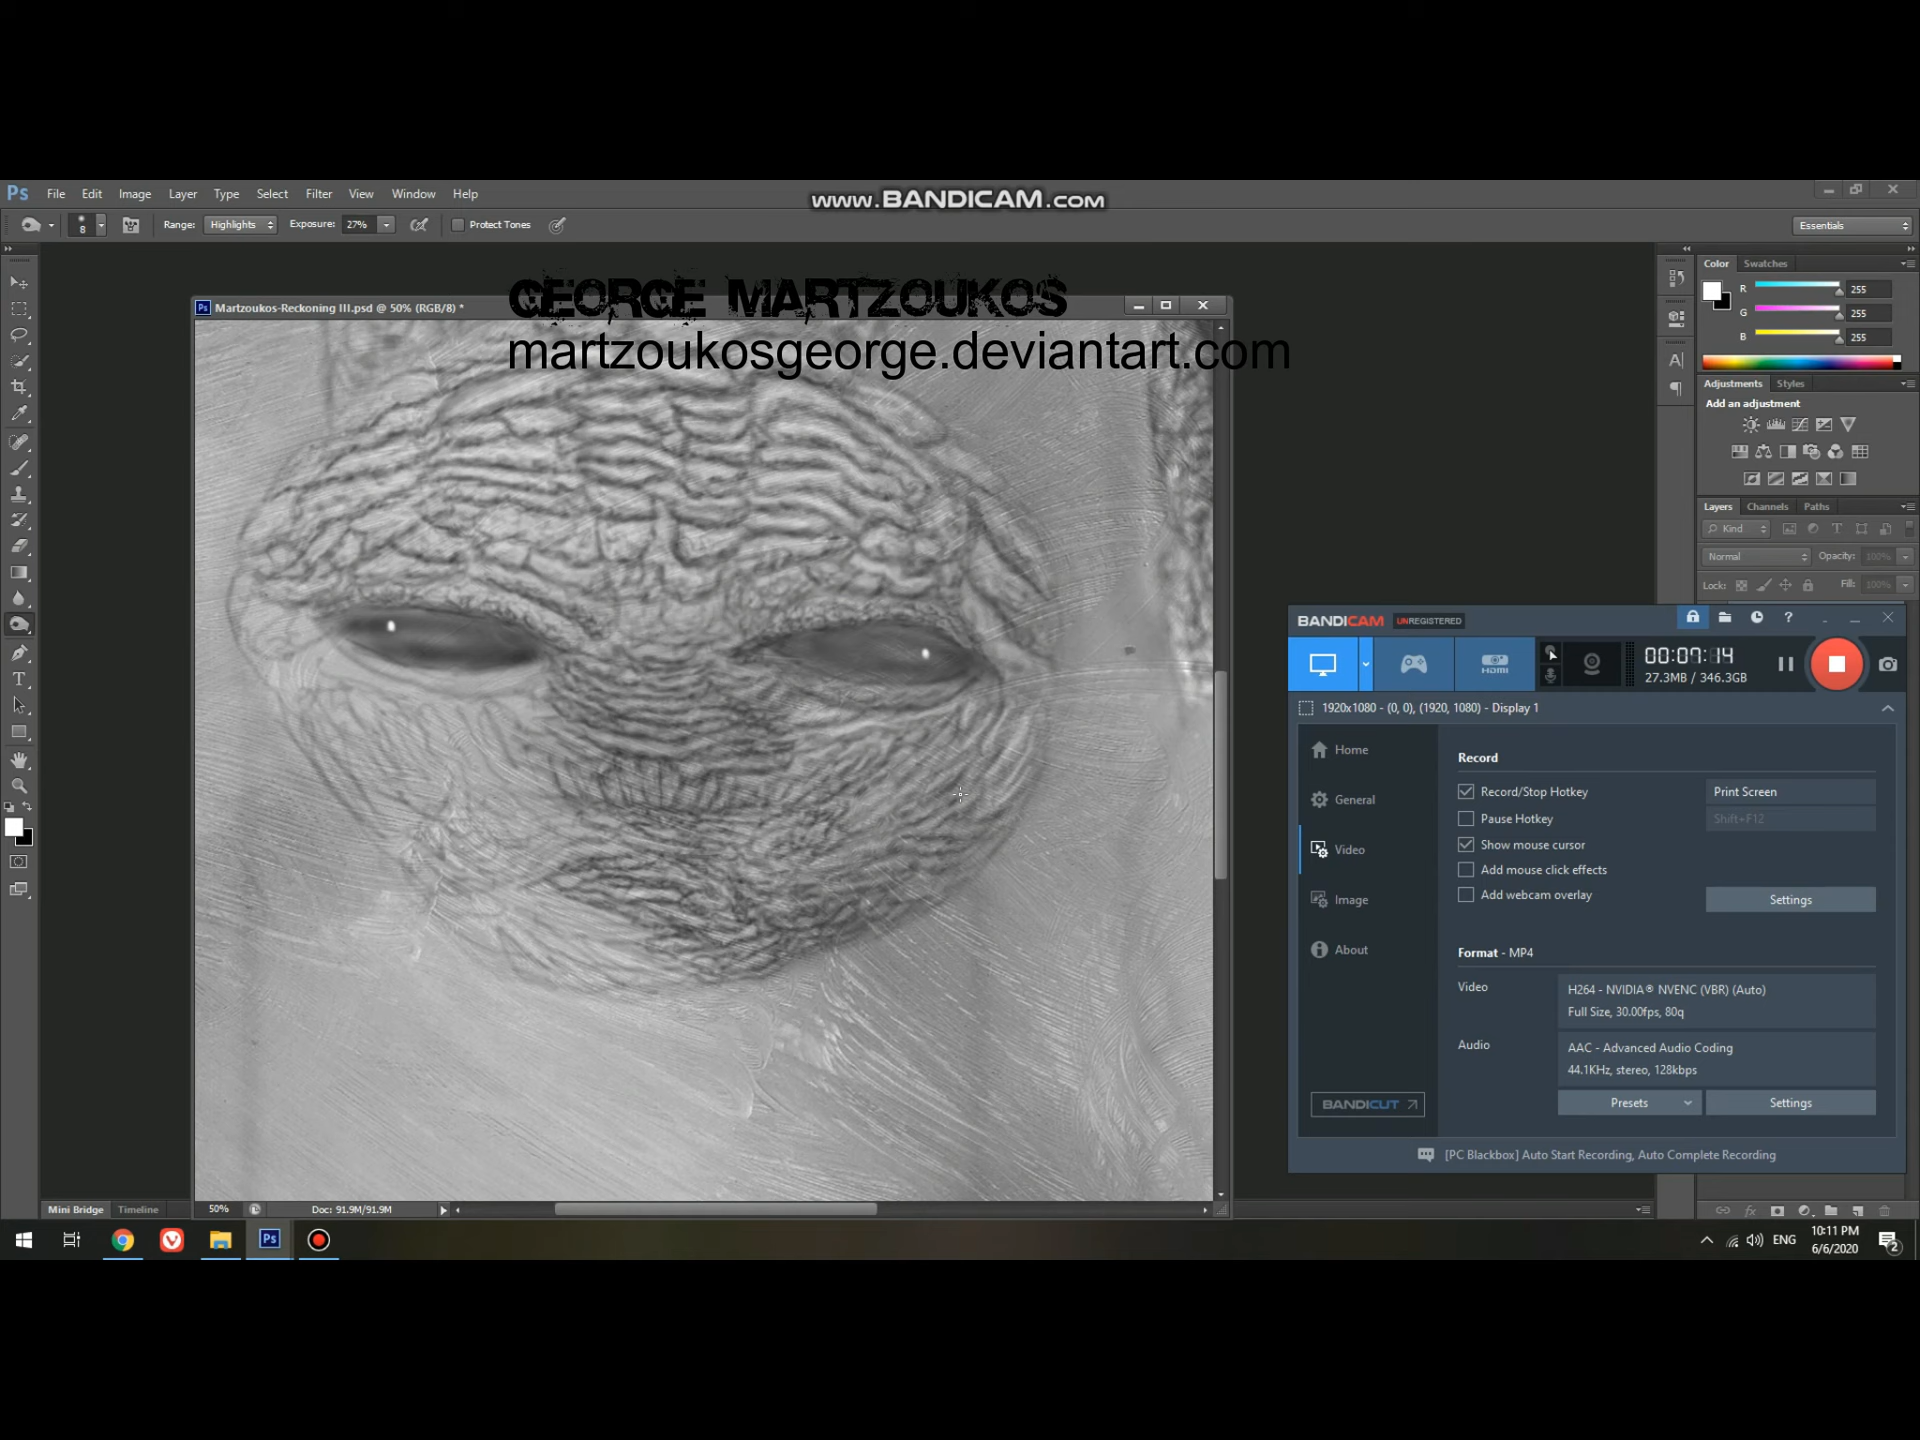 Ps File Edit Image Layer Type Select Filter View Window Help
www.BANDICAM.com
8 Range: Highlights Exposure: 27% Protect Tones
Essentials
GEORGE MARTZOUKOS
martzoukosgeorge.deviantart.com
Martzoukos-Reckoning III.psd @ 50% (RGB/8) *
Color Swatches
R 255
G 255
B 255
Adjustments Styles
Add an adjustment
Layers Channels Paths
Kind
Normal Opacity: 100%
Lock: Fill: 100%
BANDICAM UNREGISTERED
HDMI
00:07:14
27.3MB / 346.3GB
1920x1080 - (0, 0), (1920, 1080) - Display 1
Home
General
Video
Image
About
BANDICUT
Record
Record/Stop Hotkey Print Screen
Pause Hotkey Shift+F12
Show mouse cursor
Add mouse click effects
Add webcam overlay Settings
Format - MP4
Video H264 - NVIDIA® NVENC (VBR) (Auto)
Full Size, 30.00fps, 80q
Audio AAC - Advanced Audio Coding
44.1KHz, stereo, 128kbps
Presets Settings
[PC Blackbox] Auto Start Recording, Auto Complete Recording
50% Doc: 91.9M/91.9M
Mini Bridge Timeline
Ps
ENG
10:11 PM
6/6/2020
2